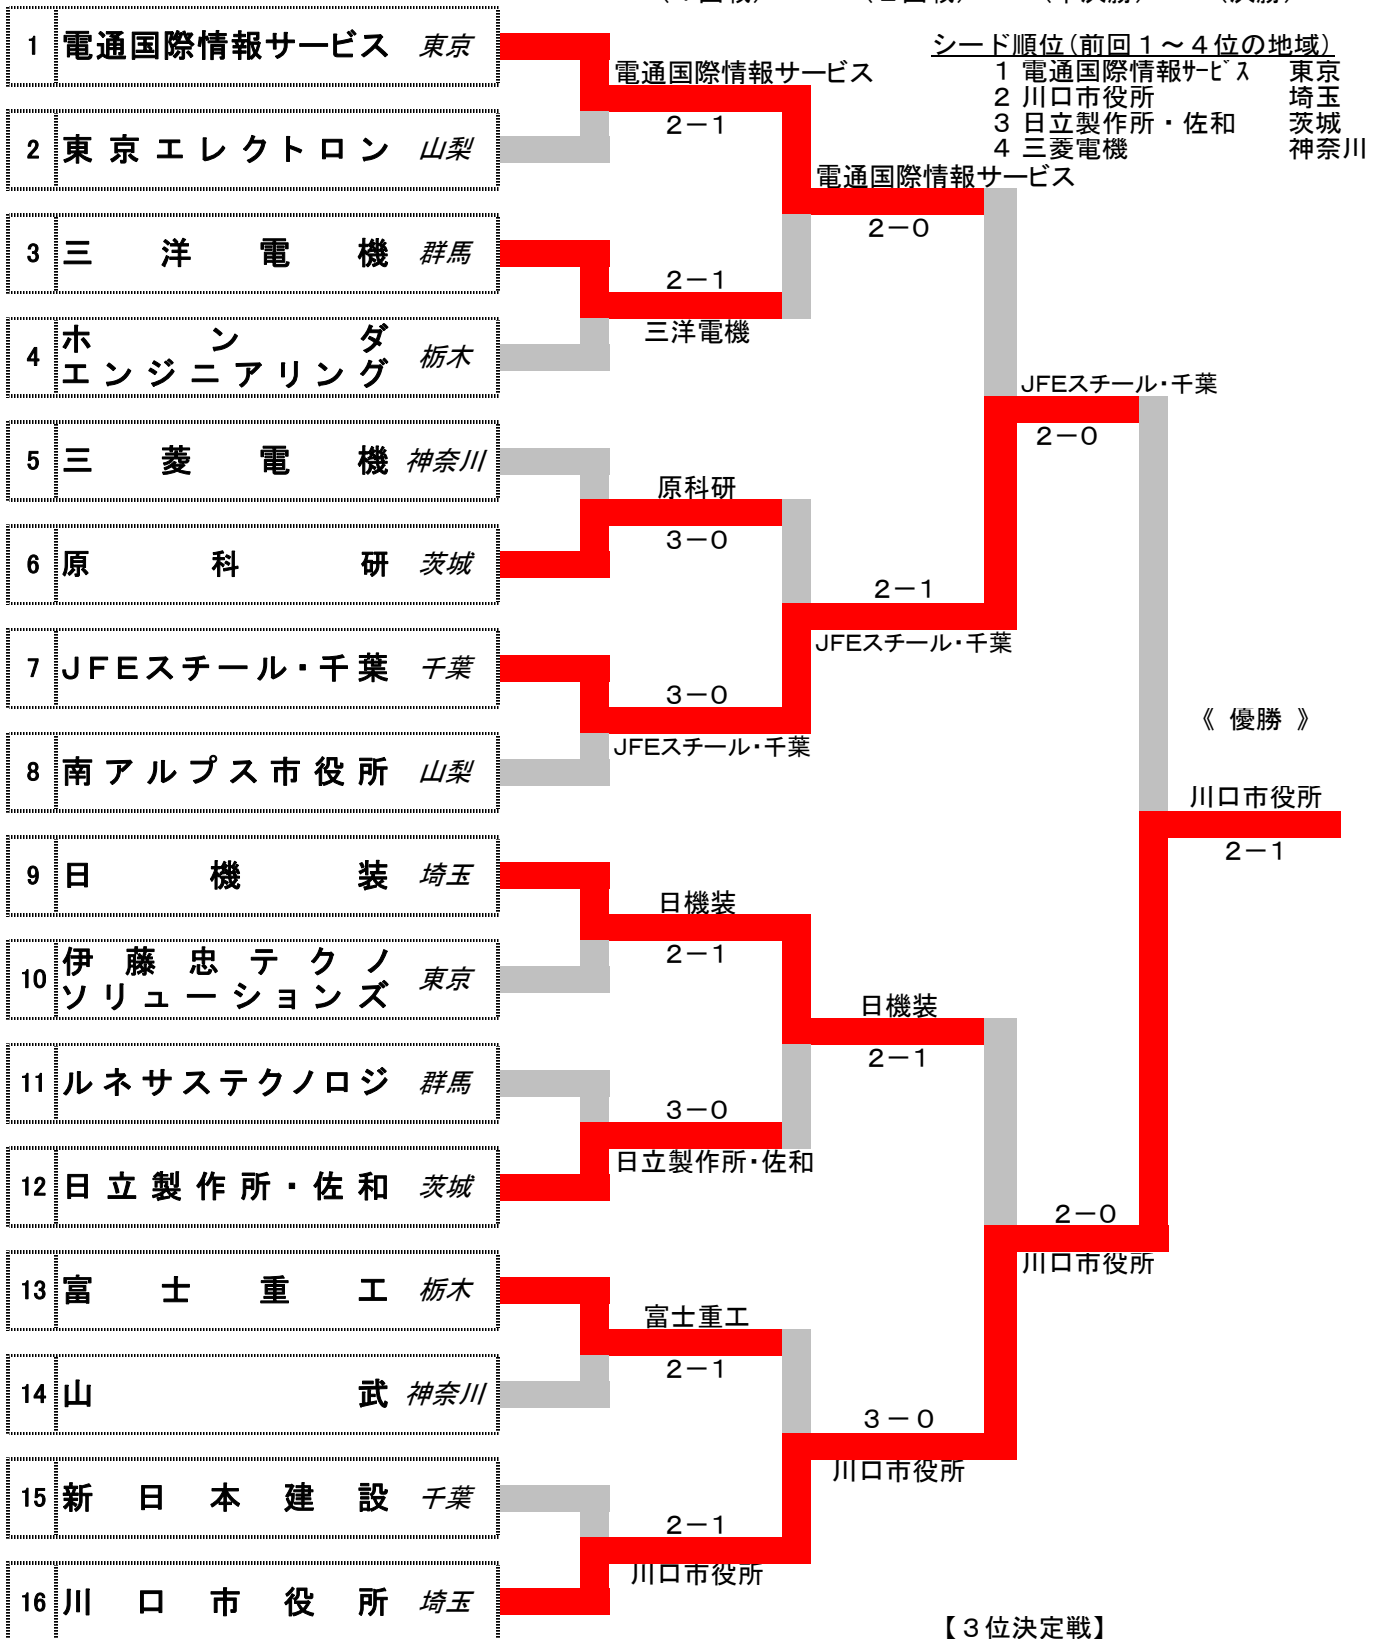 シード順位(前回1～4位の地域)
1 電通国際情報サービス 東京
2 川口市役所 埼玉
3 日立製作所・佐和 茨城
4 三菱電機 神奈川
1 電通国際情報サービス 東京
電通国際情報サービス
2－1
2 東京エレクトロン 山梨
電通国際情報サービス
2－0
3 三洋電機 群馬
2－1
三洋電機
4 ホンダ
エンジニアリング 栃木
JFEスチール・千葉
2－0
5 三菱電機 神奈川
原科研
3－0
6 原科研 茨城
2－1
JFEスチール・千葉
7 JFEスチール・千葉 千葉
3－0
JFEスチール・千葉
8 南アルプス市役所 山梨
《 優勝 》
川口市役所
2－1
9 日機装 埼玉
日機装
2－1
10 伊藤忠テクノ
ソリューションズ 東京
日機装
2－1
11 ルネサステクノロジ 群馬
3－0
日立製作所・佐和
12 日立製作所・佐和 茨城
2－0
川口市役所
13 富士重工 栃木
富士重工
2－1
14 山武 神奈川
3－0
川口市役所
15 新日本建設 千葉
2－1
川口市役所
16 川口市役所 埼玉
【３位決定戦】